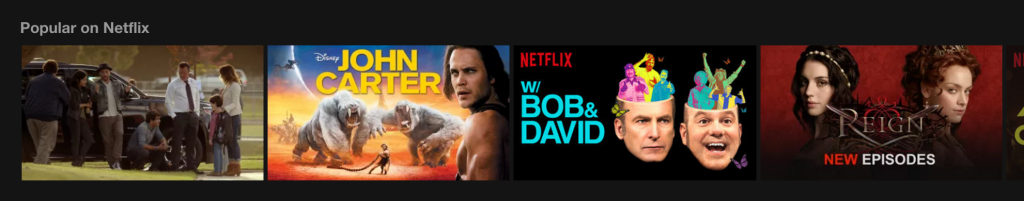 Popular on Netflix
Disney
JOHN
CARTER
NETFLIX
W/
BOB&
DAVID
REIGN
NEW EPISODES